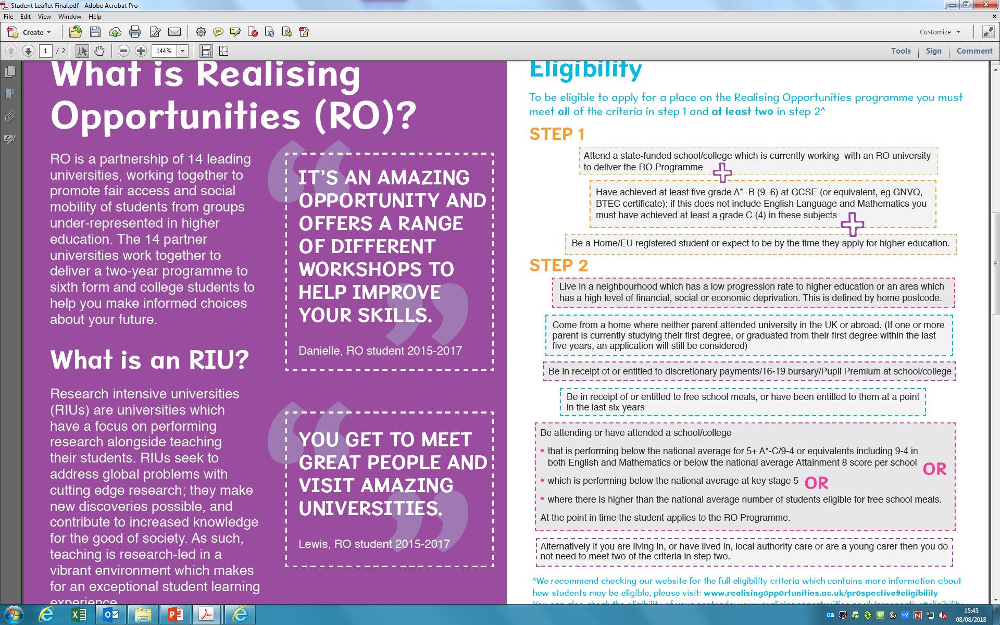 Student Leaflet Final.pdf - Adobe Acrobat Pro
File Edit View Window Help
Create
Customize
1 / 2
144%
Tools Sign Comment
What is Realising
Opportunities (RO)?
RO is a partnership of 14 leading
universities, working together to
promote fair access and social
mobility of students from groups
under-represented in higher
education. The 14 partner
universities work together to
deliver a two-year programme to
sixth form and college students to
help you make informed choices
about your future.
What is an RIU?
Research intensive universities
(RIUs) are universities which
have a focus on performing
research alongside teaching
their students. RIUs seek to
address global problems with
cutting edge research; they make
new discoveries possible, and
contribute to increased knowledge
for the good of society. As such,
teaching is research-led in a
vibrant environment which makes
for an exceptional student learning
experience.
IT'S AN AMAZING
OPPORTUNITY AND
OFFERS A RANGE
OF DIFFERENT
WORKSHOPS TO
HELP IMPROVE
YOUR SKILLS.
Danielle, RO student 2015-2017
YOU GET TO MEET
GREAT PEOPLE AND
VISIT AMAZING
UNIVERSITIES.
Lewis, RO student 2015-2017
Eligibility
To be eligible to apply for a place on the Realising Opportunities programme you must
meet all of the criteria in step 1 and at least two in step 2^
STEP 1
Attend a state-funded school/college which is currently working with an RO university
to deliver the RO Programme
Have achieved at least five grade A*–B (9–6) at GCSE (or equivalent, eg GNVQ,
BTEC certificate); if this does not include English Language and Mathematics you
must have achieved at least a grade C (4) in these subjects
Be a Home/EU registered student or expect to be by the time they apply for higher education.
STEP 2
Live in a neighbourhood which has a low progression rate to higher education or an area which
has a high level of financial, social or economic deprivation. This is defined by home postcode.
Come from a home where neither parent attended university in the UK or abroad. (If one or more
parent is currently studying their first degree, or graduated from their first degree within the last
five years, an application will still be considered)
Be in receipt of or entitled to discretionary payments/16-19 bursary/Pupil Premium at school/college
Be in receipt of or entitled to free school meals, or have been entitled to them at a point
in the last six years
Be attending or have attended a school/college
• that is performing below the national average for 5+ A*-C/9-4 or equivalents including 9-4 in
both English and Mathematics or below the national average Attainment 8 score per school OR
• which is performing below the national average at key stage 5 OR
• where there is higher than the national average number of students eligible for free school meals.
At the point in time the student applies to the RO Programme.
Alternatively if you are living in, or have lived in, local authority care or are a young carer then you do
not need to meet two of the criteria in step two.
^We recommend checking our website for the full eligibility criteria which contains more information about
how students may be eligible, please visit: www.realisingopportunities.ac.uk/prospective#eligibility
You can also check the eligibility of your postcode: www.realisingopportunities.ac.uk/prospective#eligibility
15:45
08/08/2018